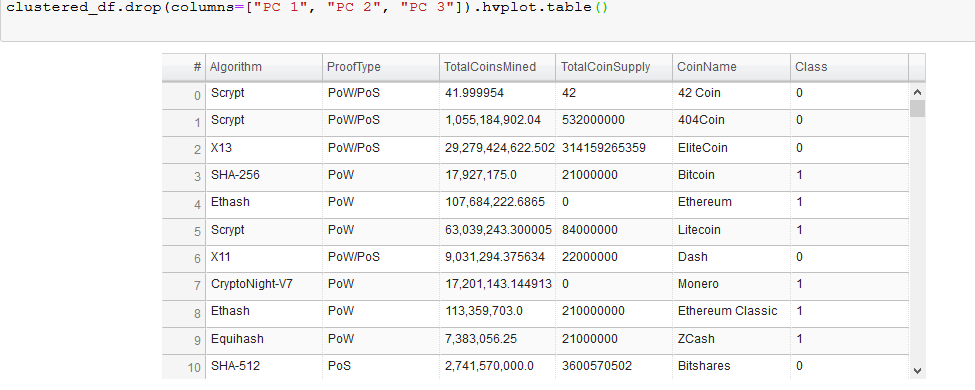 clustered_df.drop(columns=["PC 1", "PC 2", "PC 3"]).hvplot.table()
# Algorithm ProofType TotalCoinsMined TotalCoinSupply CoinName Class
0 Scrypt PoW/PoS 41.999954 42 42 Coin 0
1 Scrypt PoW/PoS 1,055,184,902.04 532000000 404Coin 0
2 X13 PoW/PoS 29,279,424,622.502 314159265359 EliteCoin 0
3 SHA-256 PoW 17,927,175.0 21000000 Bitcoin 1
4 Ethash PoW 107,684,222.6865 0 Ethereum 1
5 Scrypt PoW 63,039,243.300005 84000000 Litecoin 1
6 X11 PoW/PoS 9,031,294.375634 22000000 Dash 0
7 CryptoNight-V7 PoW 17,201,143.144913 0 Monero 1
8 Ethash PoW 113,359,703.0 210000000 Ethereum Classic 1
9 Equihash PoW 7,383,056.25 21000000 ZCash 1
10 SHA-512 PoS 2,741,570,000.0 3600570502 Bitshares 0